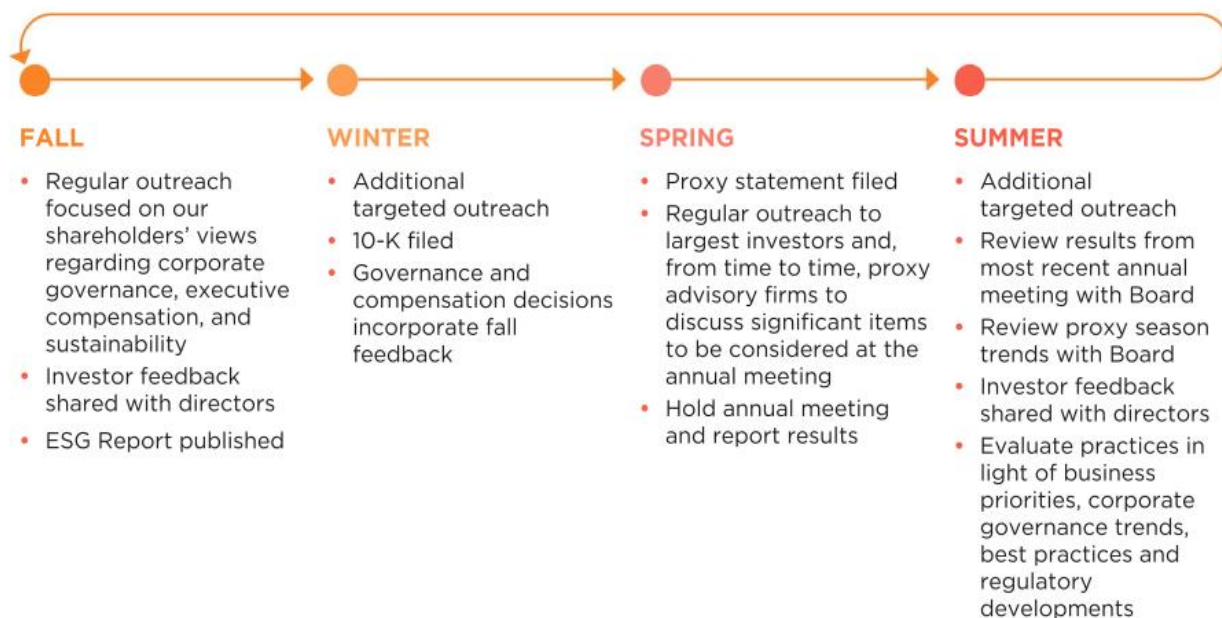 FALL
• Regular outreach
focused on our
shareholders’ views
regarding corporate
governance, executive
compensation, and
sustainability
• Investor feedback
shared with directors
• ESG Report published
WINTER
• Additional
targeted outreach
• 10-K filed
• Governance and
compensation decisions
incorporate fall
feedback
SPRING
• Proxy statement filed
• Regular outreach to
largest investors and,
from time to time, proxy
advisory firms to
discuss significant items
to be considered at the
annual meeting
• Hold annual meeting
and report results
SUMMER
• Additional
targeted outreach
• Review results from
most recent annual
meeting with Board
• Review proxy season
trends with Board
• Investor feedback
shared with directors
• Evaluate practices in
light of business
priorities, corporate
governance trends,
best practices and
regulatory
developments